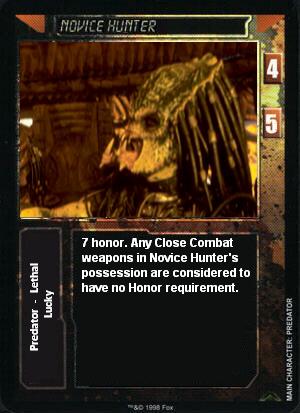 NOVICE HUNTER
4
5
7 honor. Any Close Combat
weapons in Novice Hunter's
possession are considered to
have no Honor requirement.
Predator - Lethal
Lucky
MAIN CHARACTER: PREDATOR
™&© 1998 Fox